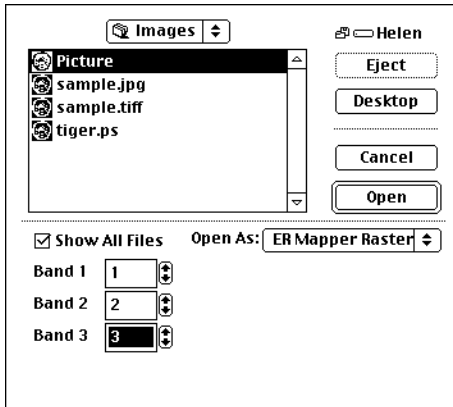 Images
Helen
Picture
sample.jpg
sample.tiff
tiger.ps
Eject
Desktop
Cancel
Open
Show All Files
Open As: ER Mapper Raster
Band 1 1
Band 2 2
Band 3 3